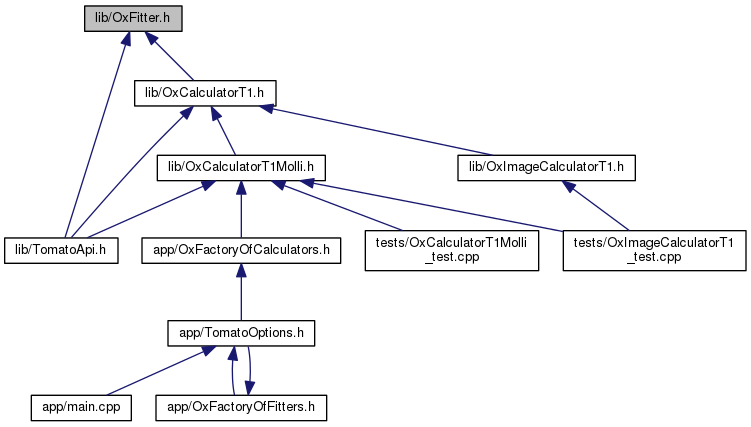 lib/OxFitter.h
lib/OxCalculatorT1.h
lib/OxCalculatorT1Molli.h
lib/OxImageCalculatorT1.h
lib/TomatoApi.h
app/OxFactoryOfCalculators.h
tests/OxCalculatorT1Molli
_test.cpp
tests/OxImageCalculatorT1
_test.cpp
app/TomatoOptions.h
app/main.cpp
app/OxFactoryOfFitters.h